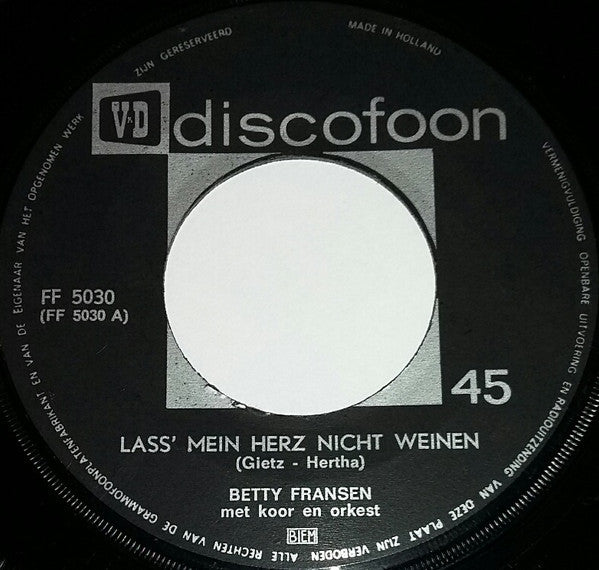 MADE IN HOLLAND
V&D discofoon
FF 5030
(FF 5030 A)
45
LASS' MEIN HERZ NICHT WEINEN
(Gietz - Hertha)
BETTY FRANSEN
met koor en orkest
BIEM
ALLE RECHTEN VAN DE GRAMMOFOONPLATENFABRIKANT EN VAN DE EIGENAAR VAN HET OPGENOMEN WERK ZIJN GERESERVEERD
VERMENIGVULDIGING OPENBARE UITVOERING EN RADIOUITZENDING VAN DEZE PLAAT ZIJN VERBODEN